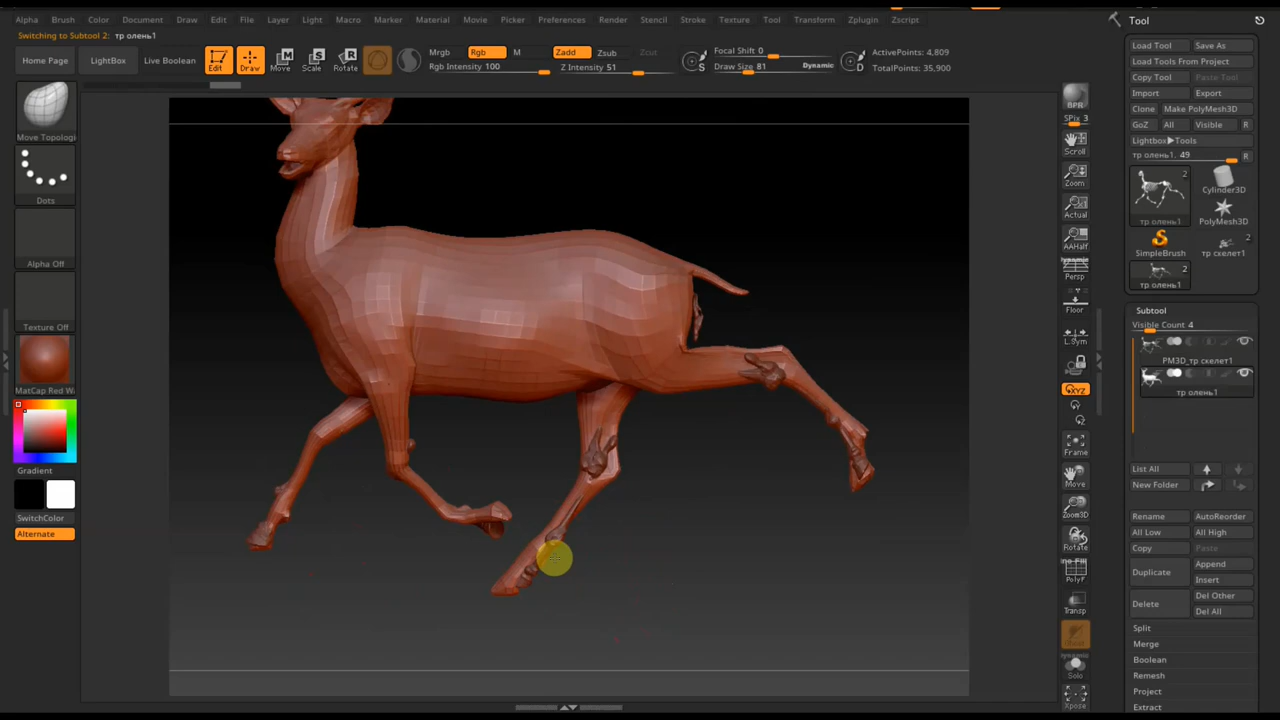 Alpha Brush Color Document Draw Edit File Layer Light Macro Marker Material Movie Picker Preferences Render Stencil Stroke Texture Tool Transform Zplugin Zscript
Tool
Switching to Subtool 2: тр олень1
Home Page
LightBox
Live Boolean
Edit
Draw
Move
Scale
Rotate
Mrgb Rgb M Zadd Zsub Zcut
Rgb Intensity 100 Z Intensity 51
S
Focal Shift 0
Draw Size 81 Dynamic
D
ActivePoints: 4,809
TotalPoints: 35,900
Move Topologi
Dots
Alpha Off
Texture Off
MatCap Red Wa
Gradient
SwitchColor
Alternate
BPR
SPix 3
Scroll
Zoom
Actual
AAHalf
Dynamic
Persp
Floor
L.Sym
XYZ
Frame
Move
Zoom3D
Rotate
PolyF
Transp
Solo
Xpose
Load Tool Save As
Load Tools From Project
Copy Tool Paste Tool
Import Export
Clone Make PolyMesh3D
GoZ All Visible R
Lightbox▶Tools
тр олень1. 49 R
2
тр олень1
Cylinder3D
PolyMesh3D
SimpleBrush
2
тр скелет1
2
тр олень1
Subtool
Visible Count 4
PM3D_тр скелет1
тр олень1
List All
New Folder
Rename AutoReorder
All Low All High
Copy Paste
Duplicate
Append
Insert
Delete
Del Other
Del All
Split
Merge
Boolean
Remesh
Project
Extract